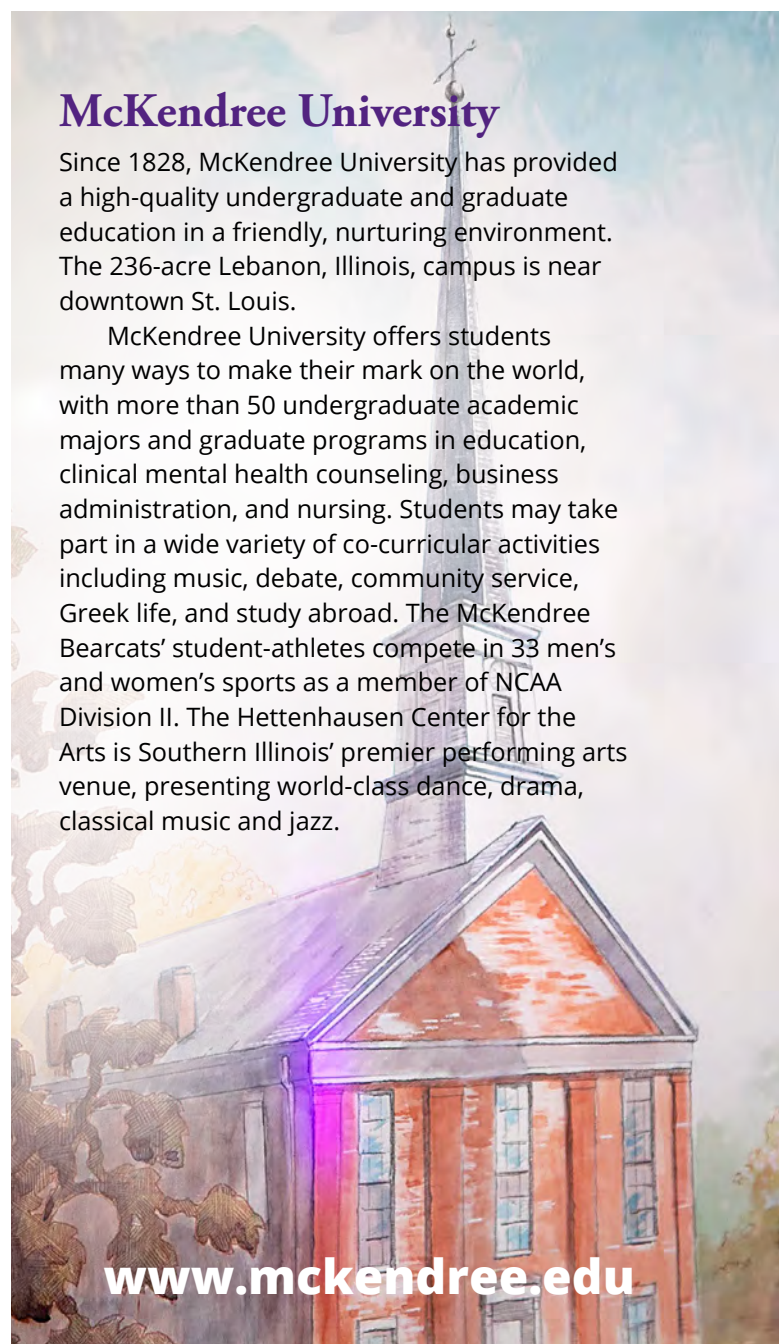 McKendree University
Since 1828, McKendree University has provided
a high-quality undergraduate and graduate
education in a friendly, nurturing environment.
The 236-acre Lebanon, Illinois, campus is near
downtown St. Louis.
McKendree University offers students
many ways to make their mark on the world,
with more than 50 undergraduate academic
majors and graduate programs in education,
clinical mental health counseling, business
administration, and nursing. Students may take
part in a wide variety of co-curricular activities
including music, debate, community service,
Greek life, and study abroad. The McKendree
Bearcats’ student-athletes compete in 33 men’s
and women’s sports as a member of NCAA
Division II. The Hettenhausen Center for the
Arts is Southern Illinois’ premier performing arts
venue, presenting world-class dance, drama,
classical music and jazz.
www.mckendree.edu